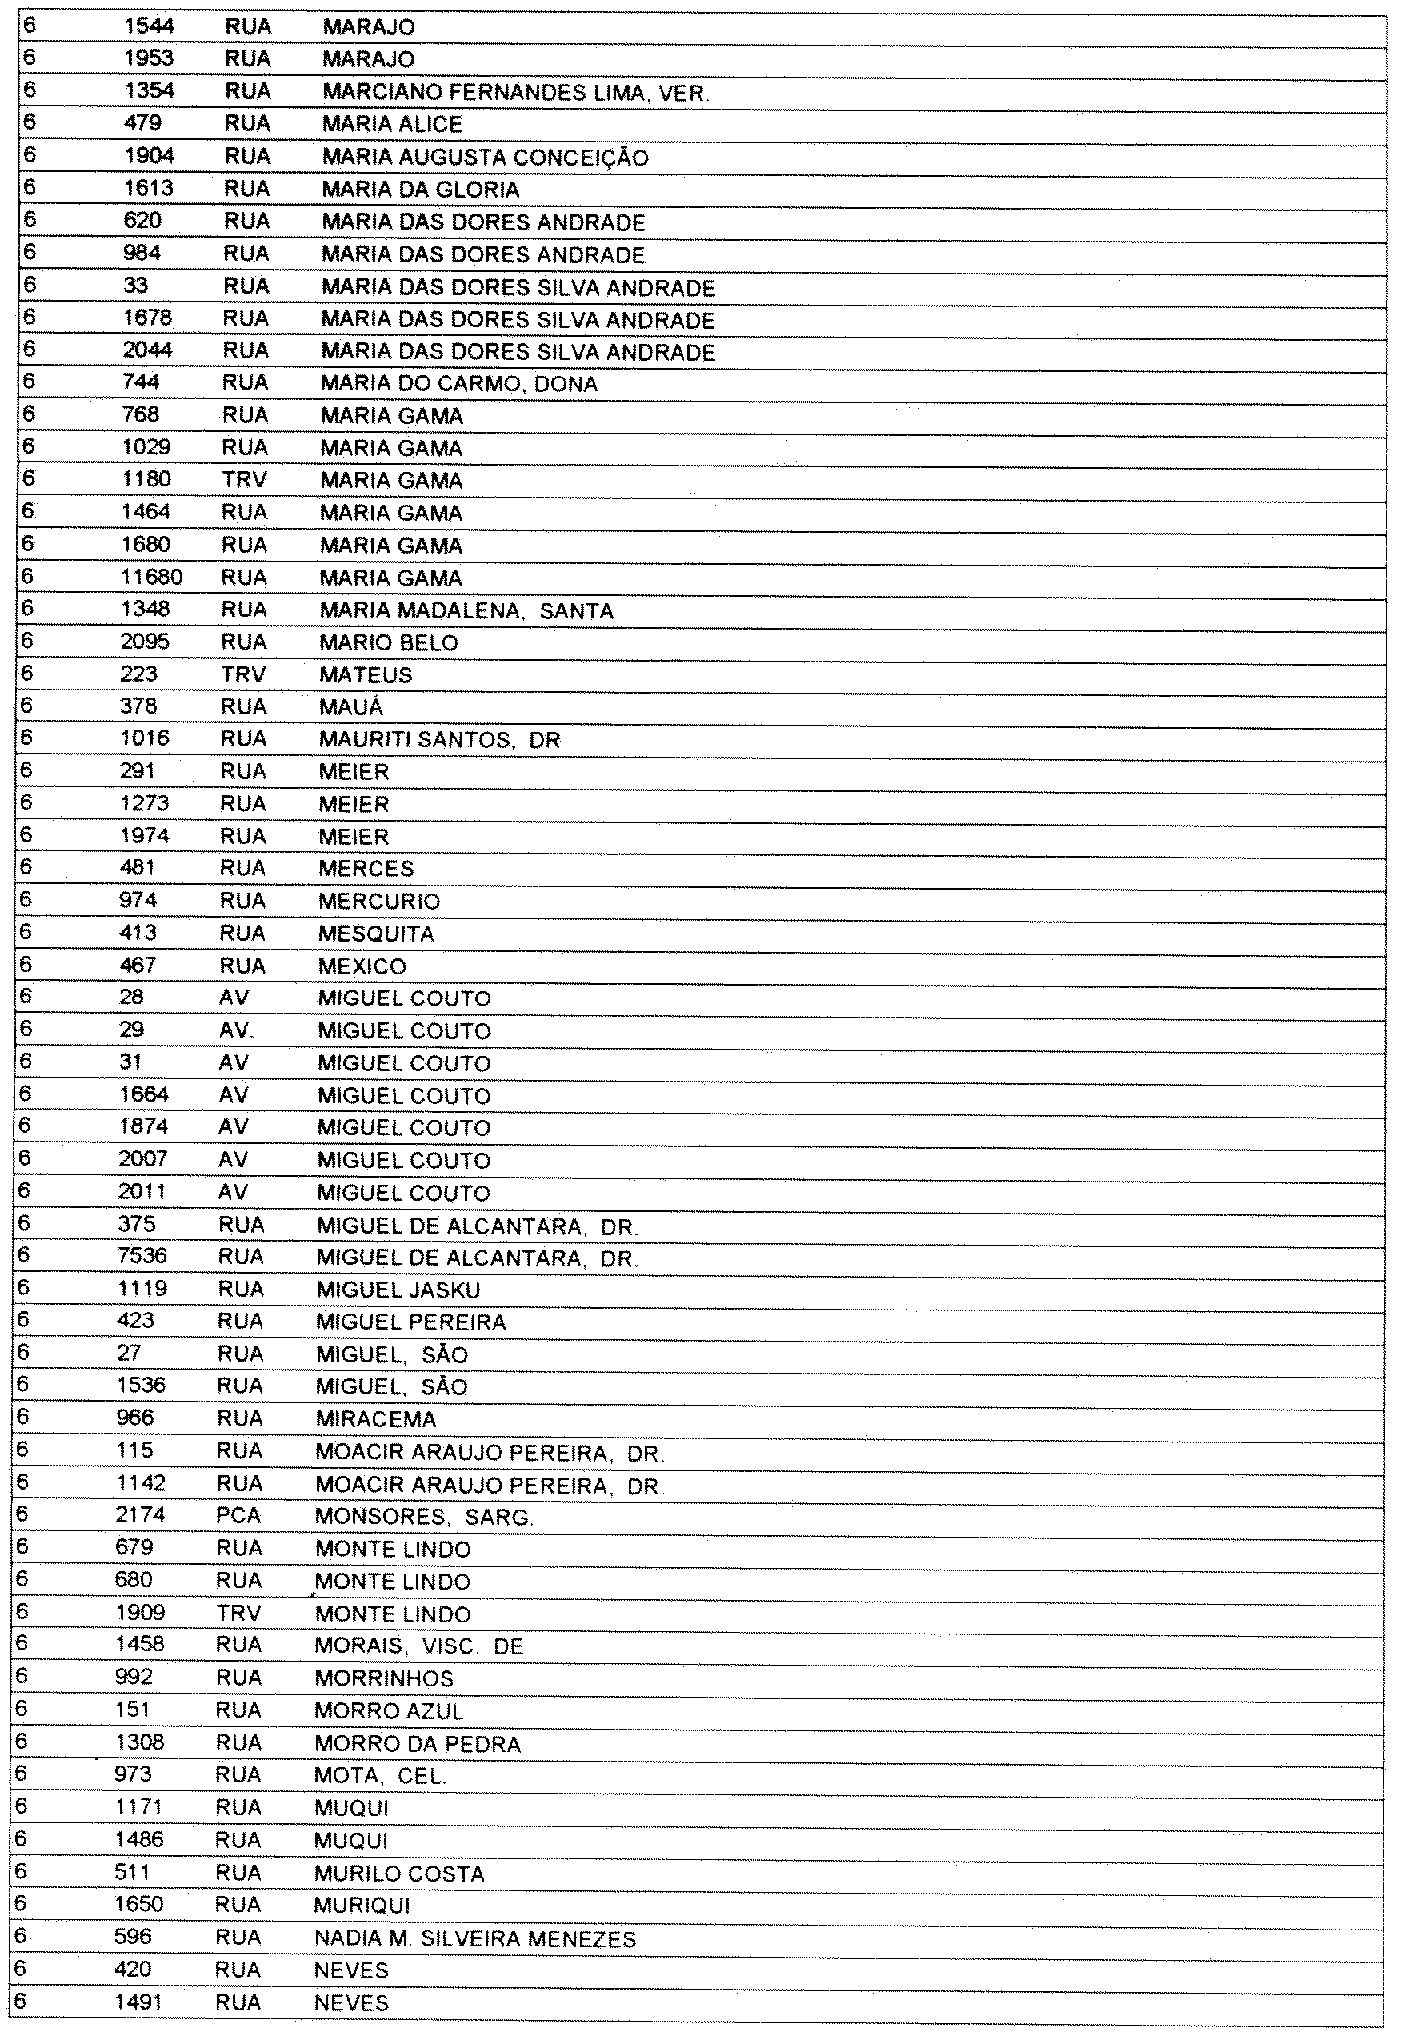 6 1544 RUA MARAJO
6 1953 RUA MARAJO
6 1354 RUA MARCIANO FERNANDES LIMA, VER.
6 479 RUA MARIA ALICE
6 1904 RUA MARIA AUGUSTA CONCEIÇÃO
6 1613 RUA MARIA DA GLORIA
6 620 RUA MARIA DAS DORES ANDRADE
6 984 RUA MARIA DAS DORES ANDRADE
6 33 RUA MARIA DAS DORES SILVA ANDRADE
6 1678 RUA MARIA DAS DORES SILVA ANDRADE
6 2044 RUA MARIA DAS DORES SILVA ANDRADE
6 744 RUA MARIA DO CARMO, DONA
6 768 RUA MARIA GAMA
6 1029 RUA MARIA GAMA
6 1180 TRV MARIA GAMA
6 1464 RUA MARIA GAMA
6 1680 RUA MARIA GAMA
6 11680 RUA MARIA GAMA
6 1348 RUA MARIA MADALENA, SANTA
6 2095 RUA MARIO BELO
6 223 TRV MATEUS
6 378 RUA MAUÁ
6 1016 RUA MAURITI SANTOS, DR
6 291 RUA MEIER
6 1273 RUA MEIER
6 1974 RUA MEIER
6 481 RUA MERCES
6 974 RUA MERCURIO
6 413 RUA MESQUITA
6 467 RUA MEXICO
6 28 AV MIGUEL COUTO
6 29 AV. MIGUEL COUTO
6 31 AV MIGUEL COUTO
6 1664 AV MIGUEL COUTO
6 1874 AV MIGUEL COUTO
6 2007 AV MIGUEL COUTO
6 2011 AV MIGUEL COUTO
6 375 RUA MIGUEL DE ALCANTARA, DR.
6 7536 RUA MIGUEL DE ALCANTARA, DR.
6 1119 RUA MIGUEL JASKU
6 423 RUA MIGUEL PEREIRA
6 27 RUA MIGUEL, SÃO
6 1536 RUA MIGUEL, SÃO
6 966 RUA MIRACEMA
6 115 RUA MOACIR ARAUJO PEREIRA, DR.
6 1142 RUA MOACIR ARAUJO PEREIRA, DR.
6 2174 PCA MONSORES, SARG.
6 679 RUA MONTE LINDO
6 680 RUA MONTE LINDO
6 1909 TRV MONTE LINDO
6 1458 RUA MORAIS, VISC. DE
6 992 RUA MORRINHOS
6 151 RUA MORRO AZUL
6 1308 RUA MORRO DA PEDRA
6 973 RUA MOTA, CEL.
6 1171 RUA MUQUI
6 1486 RUA MUQUI
6 511 RUA MURILO COSTA
6 1650 RUA MURIQUI
6 596 RUA NADIA M. SILVEIRA MENEZES
6 420 RUA NEVES
6 1491 RUA NEVES